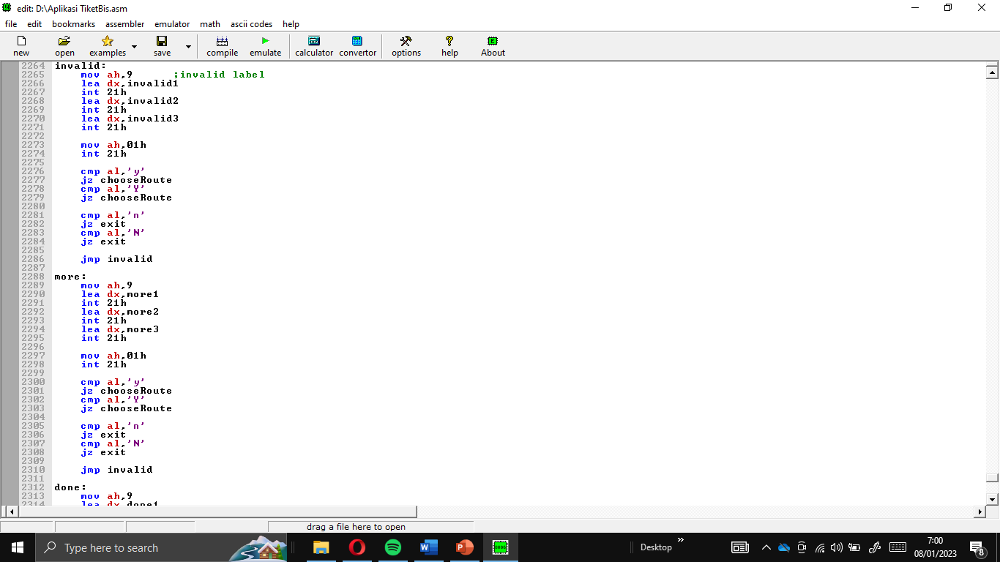 edit: D:\Aplikasi TiketBis.asm
file edit bookmarks assembler emulator math ascii codes help
new open examples save compile emulate calculator convertor options help About
2264 invalid:
2265 mov ah,9 ;invalid label
2266 lea dx,invalid1
2267 int 21h
2268 lea dx,invalid2
2269 int 21h
2270 lea dx,invalid3
2271 int 21h
2272
2273 mov ah,01h
2274 int 21h
2275
2276 cmp al,'y'
2277 jz chooseRoute
2278 cmp al,'Y'
2279 jz chooseRoute
2280
2281 cmp al,'n'
2282 jz exit
2283 cmp al,'N'
2284 jz exit
2285
2286 jmp invalid
2287
2288 more:
2289 mov ah,9
2290 lea dx,more1
2291 int 21h
2292 lea dx,more2
2293 int 21h
2294 lea dx,more3
2295 int 21h
2296
2297 mov ah,01h
2298 int 21h
2299
2300 cmp al,'y'
2301 jz chooseRoute
2302 cmp al,'Y'
2303 jz chooseRoute
2304
2305 cmp al,'n'
2306 jz exit
2307 cmp al,'N'
2308 jz exit
2309
2310 jmp invalid
2311
2312 done:
2313 mov ah,9
2314 lea dx,done1
drag a file here to open
Type here to search
Desktop
7:00
08/01/2023
8